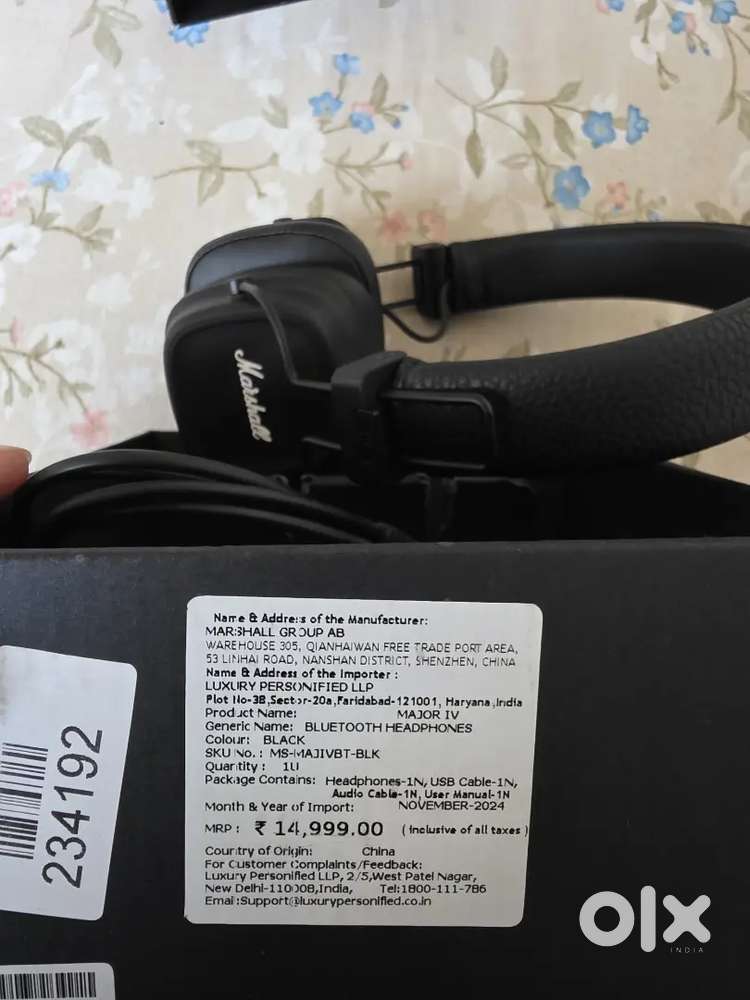 Marshall
Name & Address of the Manufacturer:
MARSHALL GROUP AB
WAREHOUSE 305, QIANHAIWAN FREE TRADE PORT AREA,
53 LINHAI ROAD, NANSHAN DISTRICT, SHENZHEN, CHINA
Name & Address of the Importer :
LUXURY PERSONIFIED LLP
Plot No-3B,Sector-20a,Faridabad-121001, Haryana,India
Product Name: MAJOR IV
Generic Name: BLUETOOTH HEADPHONES
Colour: BLACK
SKU No. : MS-MAJIVBT-BLK
Quartity : 1U
Package Contains: Headphones-1N, USB Cable-1N,
Audio Cable-1N, User Manual-1N
Month & Year of Import: NOVEMBER-2024
MRP : ₹ 14,999.00 (inclusive of all taxes)
Country of Origin: China
For Customer Complaints/Feedback:
Luxury Personified LLP, 2/5,West Patel Nagar,
New Delhi-110008,India, Tel:1800-111-786
Email:Support@luxurypersonified.co.in
234192
olx
INDIA